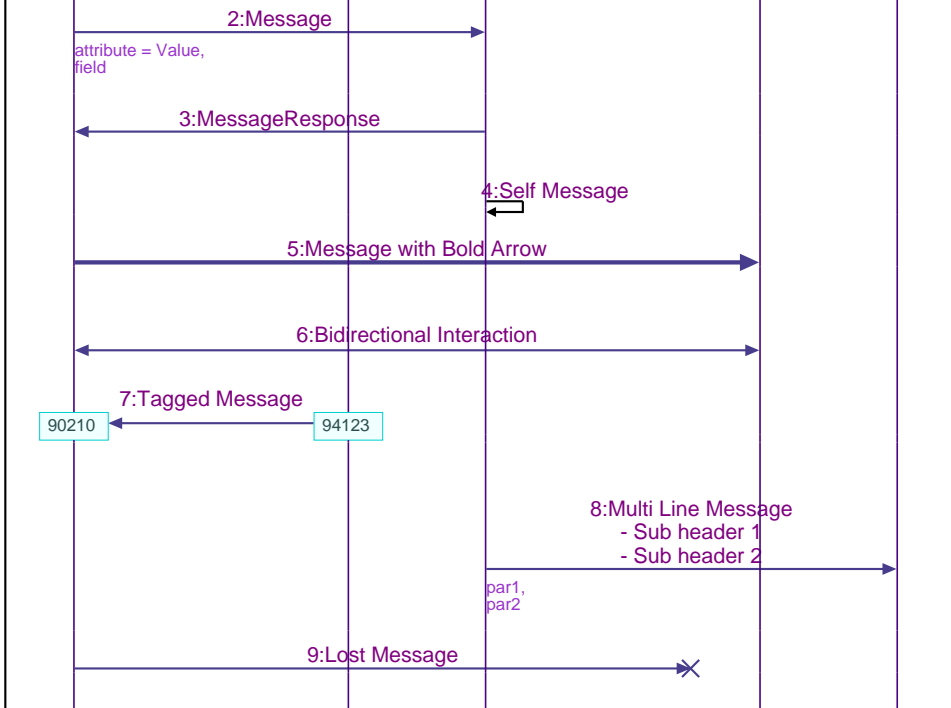 2:Message
attribute = Value,
field
3:MessageResponse
4:Self Message
5:Message with Bold Arrow
6:Bidirectional Interaction
7:Tagged Message
90210
94123
8:Multi Line Message
- Sub header 1
- Sub header 2
par1,
par2
9:Lost Message